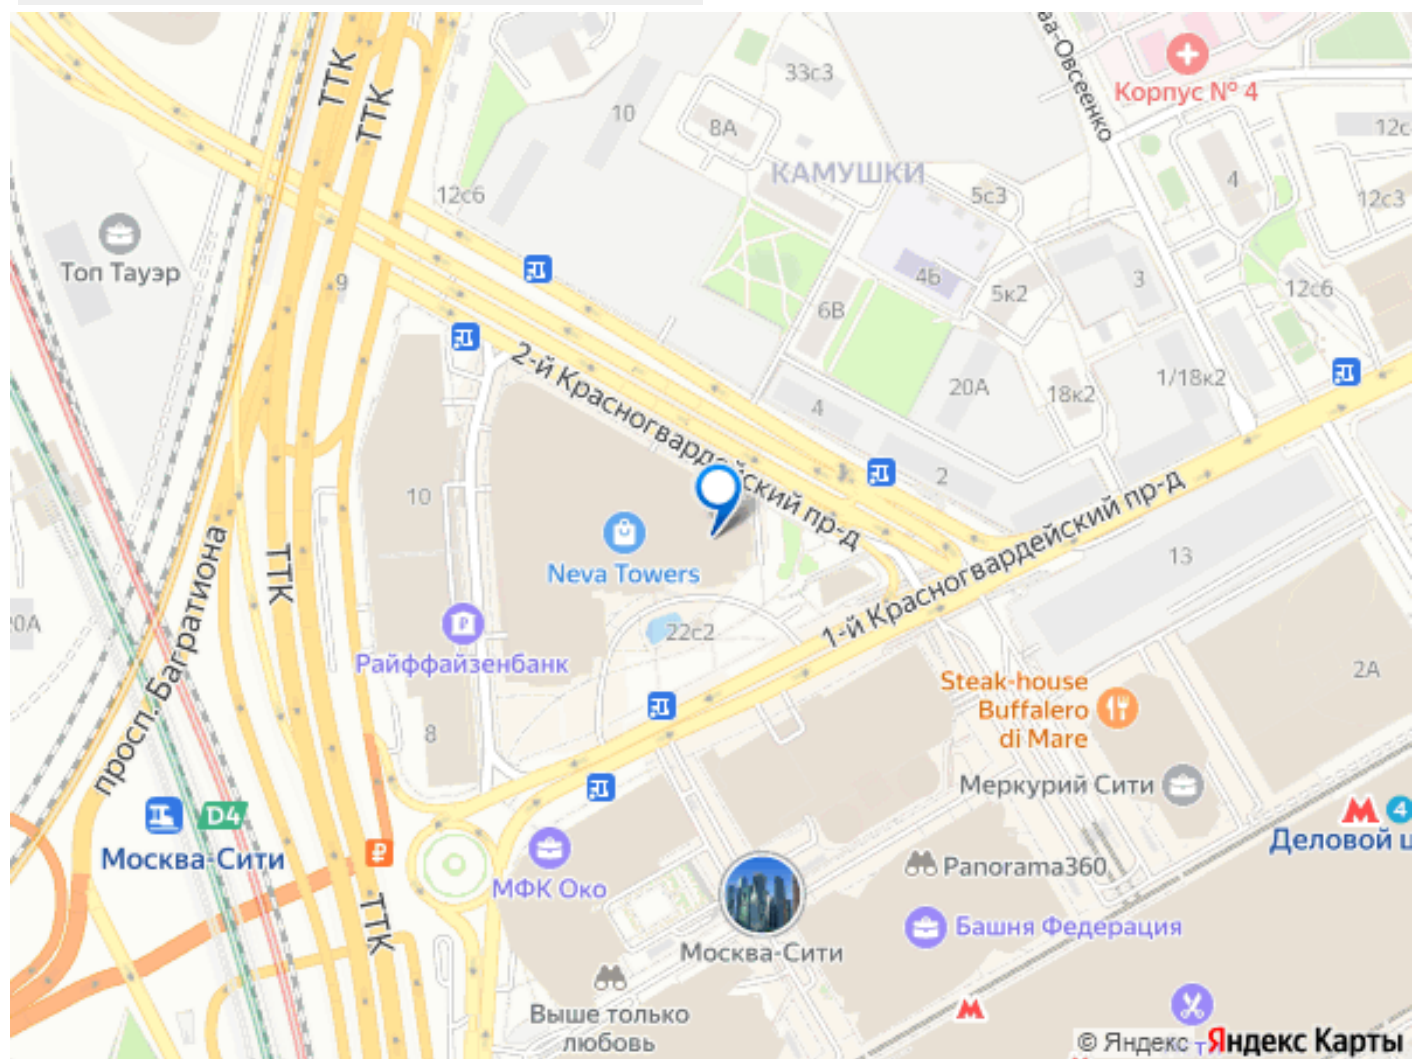 ТТК
ТТК
33с3
ва-Овсеенко
Корпус № 4
10
8А
12с
КАМУШКИ
4
12с6
5с3
12с3
Топ Тауэр
9
4Б
5к2
3
12с6
6В
2-й Красногвардейский пр-д
20А
18к2
1/18к2
4
2
10
1-й Красногвардейский пр-д
13
Neva Towers
ТТК
просп. Багратиона
0А
22с2
Райффайзенбанк
2А
Steak-house
Buffalero
di Mare
8
Меркурий Сити
D4
4
Москва-Сити
₽
Деловой ц
МФК Око
Panorama360
ТТК
Башня Федерация
Москва-Сити
Выше только
любовь
© Яндекс
Яндекс Карты